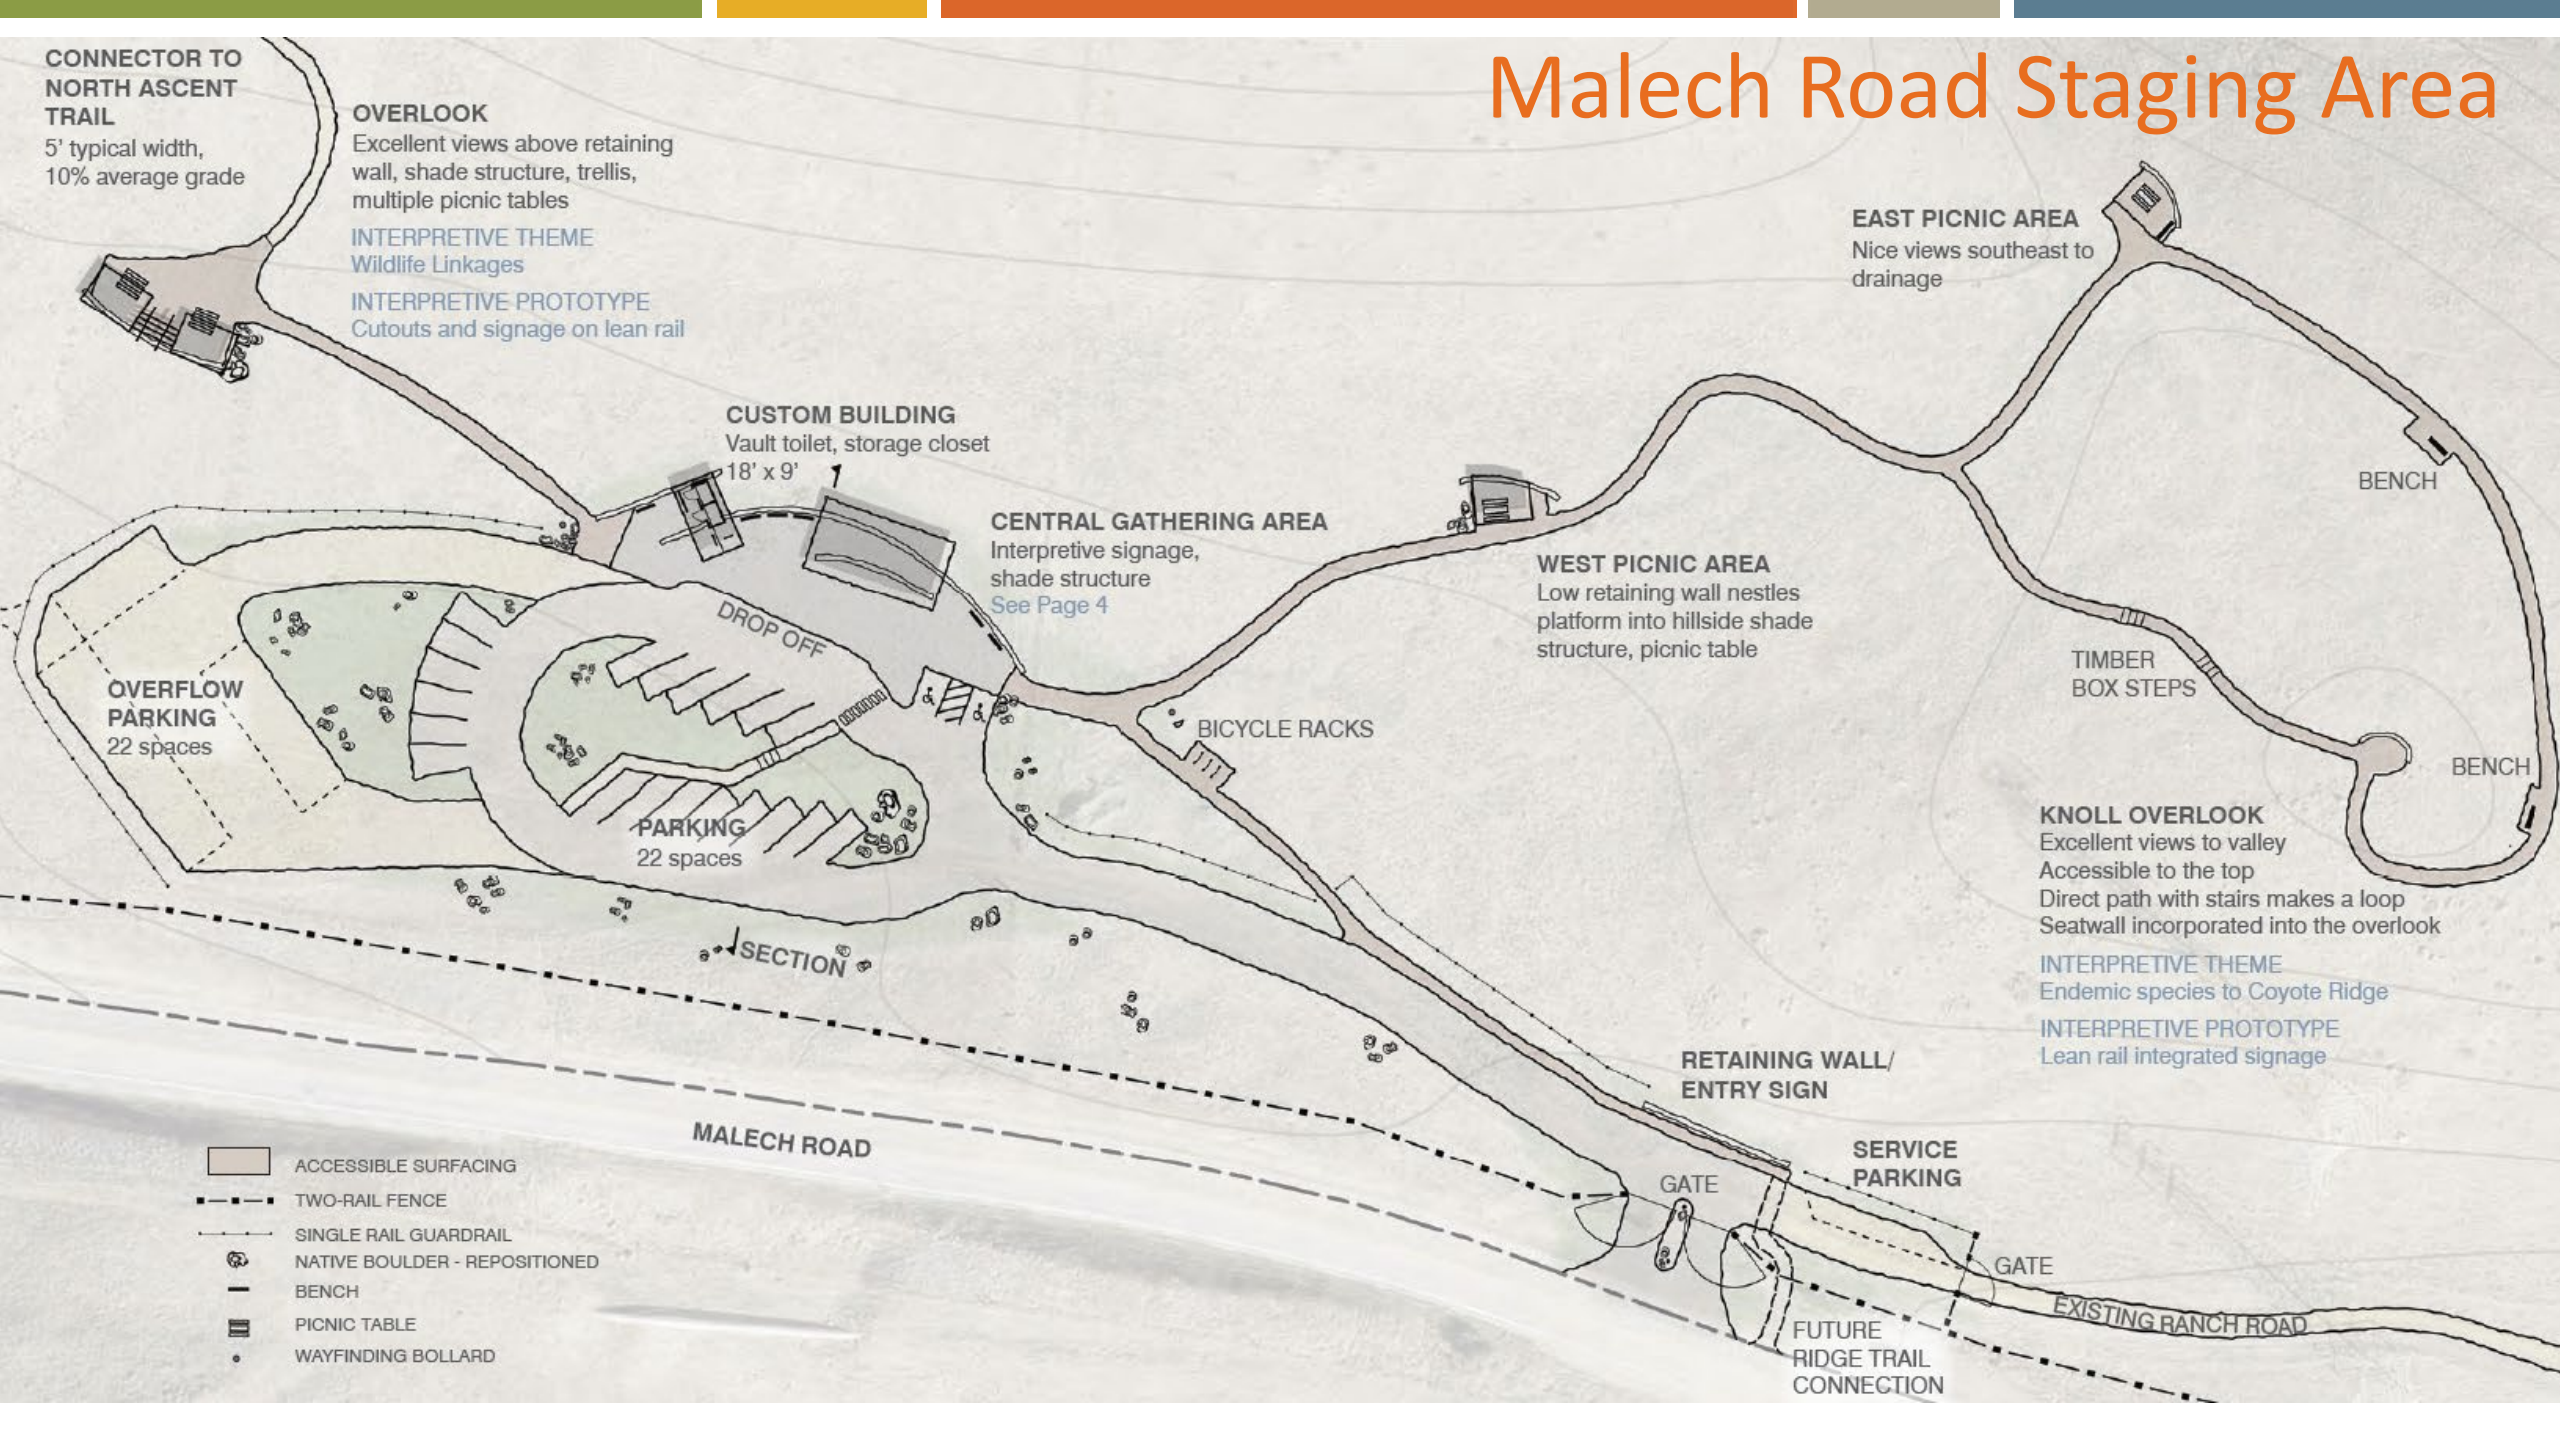 Malech Road Staging Area
CONNECTOR TO
NORTH ASCENT
TRAIL
5' typical width,
10% average grade
OVERLOOK
Excellent views above retaining
wall, shade structure, trellis,
multiple picnic tables
INTERPRETIVE THEME
Wildlife Linkages
INTERPRETIVE PROTOTYPE
Cutouts and signage on lean rail
EAST PICNIC AREA
Nice views southeast to
drainage
CUSTOM BUILDING
Vault toilet, storage closet
18' x 9'
CENTRAL GATHERING AREA
Interpretive signage,
shade structure
See Page 4
BENCH
WEST PICNIC AREA
Low retaining wall nestles
platform into hillside shade
structure, picnic table
DROP OFF
TIMBER
BOX STEPS
OVERFLOW
PARKING
22 spaces
BICYCLE RACKS
BENCH
PARKING
22 spaces
KNOLL OVERLOOK
Excellent views to valley
Accessible to the top
Direct path with stairs makes a loop
Seatwall incorporated into the overlook
INTERPRETIVE THEME
Endemic species to Coyote Ridge
INTERPRETIVE PROTOTYPE
Lean rail integrated signage
SECTION
RETAINING WALL/
ENTRY SIGN
MALECH ROAD
SERVICE
PARKING
GATE
GATE
EXISTING RANCH ROAD
FUTURE
RIDGE TRAIL
CONNECTION
ACCESSIBLE SURFACING
TWO-RAIL FENCE
SINGLE RAIL GUARDRAIL
NATIVE BOULDER - REPOSITIONED
BENCH
PICNIC TABLE
WAYFINDING BOLLARD